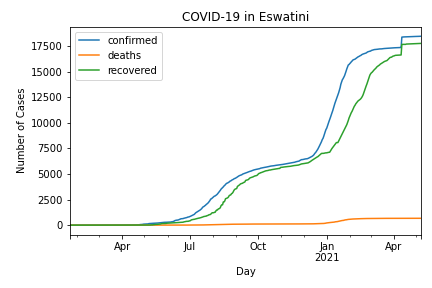 COVID-19 in Eswatini
confirmed
deaths
recovered
Number of Cases
17500
15000
12500
10000
7500
5000
2500
0
Apr
Jul
Oct
Jan
2021
Apr
Day